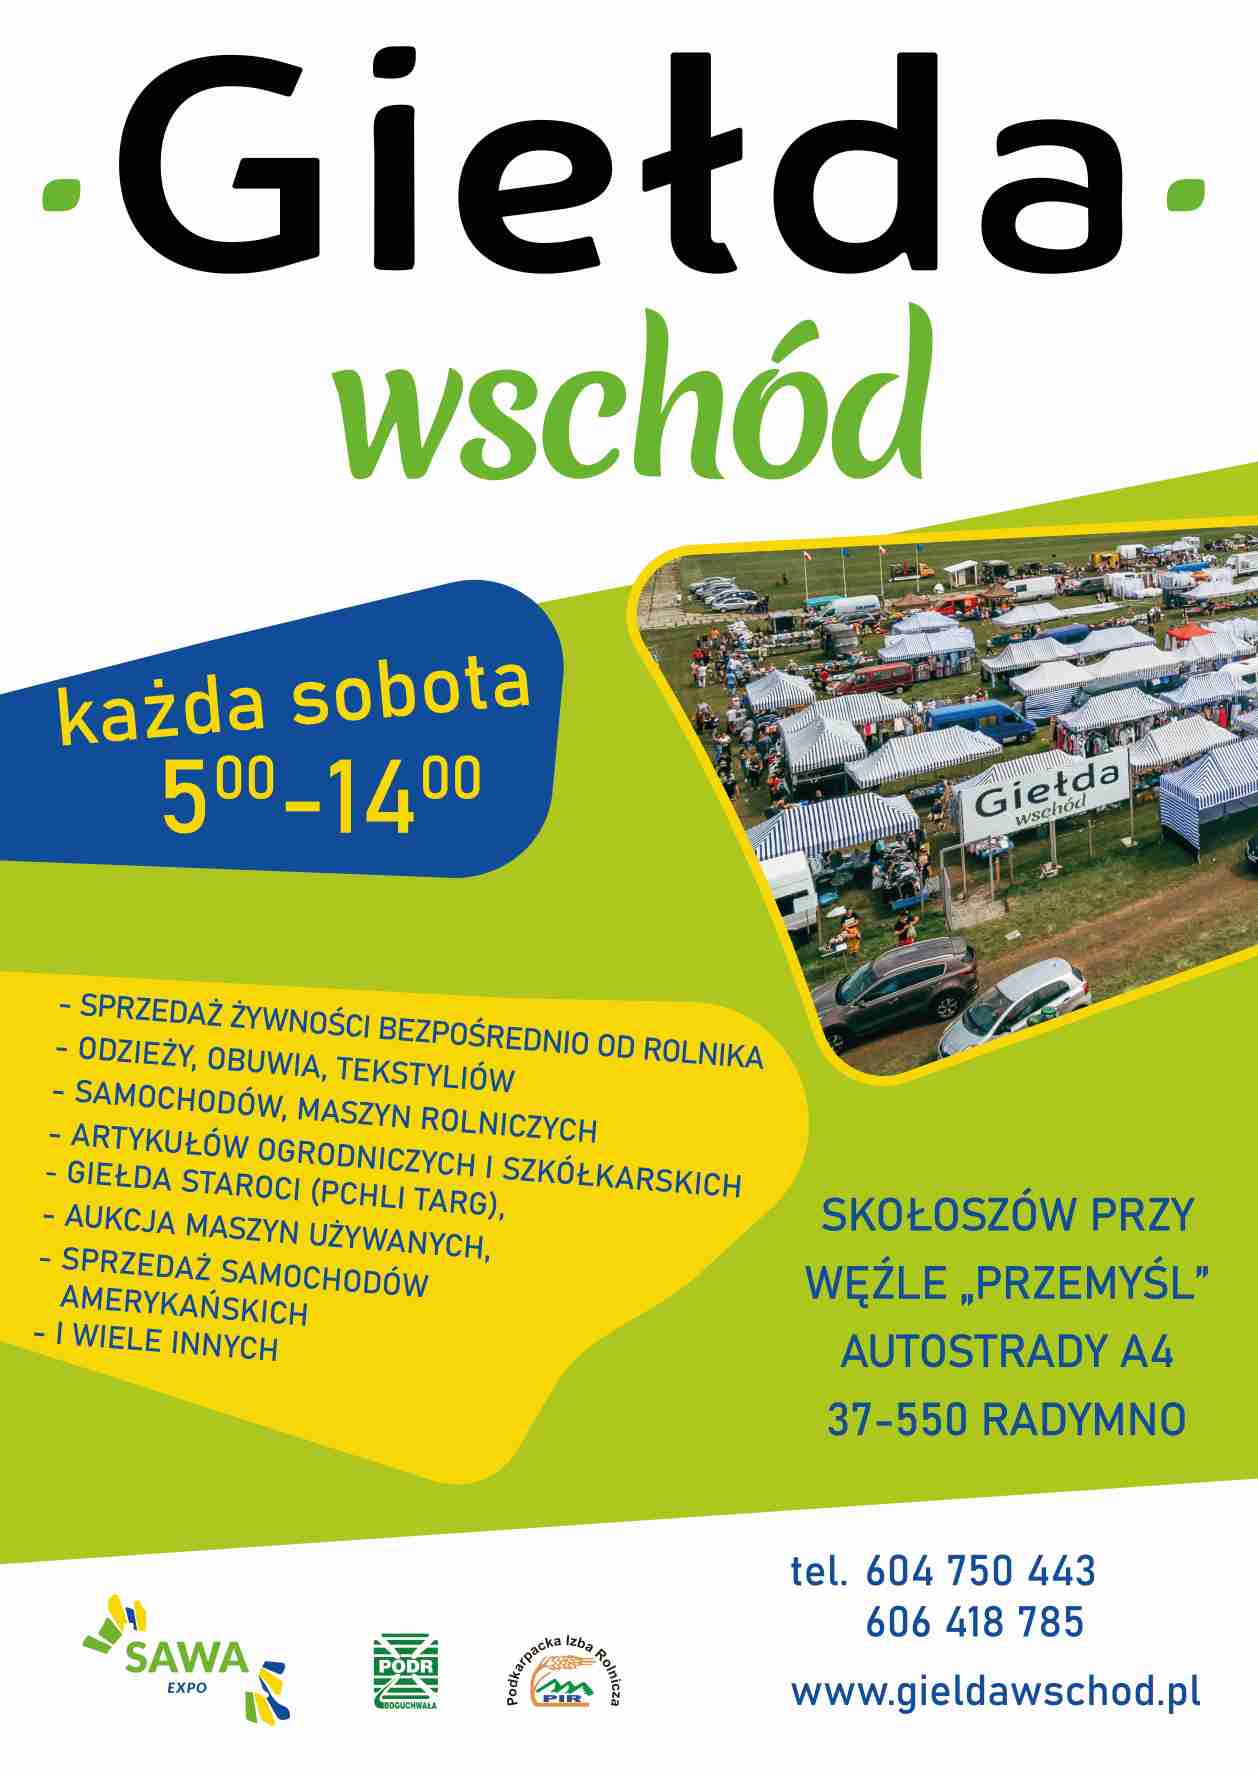 Giełda
wschód
każda sobota
5⁰⁰-14⁰⁰
Giełda
wschód
- SPRZEDAŻ ŻYWNOŚCI BEZPOŚREDNIO OD ROLNIKA
- ODZIEŻY, OBUWIA, TEKSTYLIÓW
- SAMOCHODÓW, MASZYN ROLNICZYCH
- ARTYKUŁÓW OGRODNICZYCH I SZKÓŁKARSKICH
- GIEŁDA STAROCI (PCHLI TARG),
- AUKCJA MASZYN UŻYWANYCH,
- SPRZEDAŻ SAMOCHODÓW
AMERYKAŃSKICH
- I WIELE INNYCH
SKOŁOSZÓW PRZY
WĘŹLE „PRZEMYŚL”
AUTOSTRADY A4
37-550 RADYMNO
tel. 604 750 443
606 418 785
www.gieldawschod.pl
SAWA
EXPO
PODR
BOGUCHWAŁA
Podkarpacka Izba Rolnicza
PIR